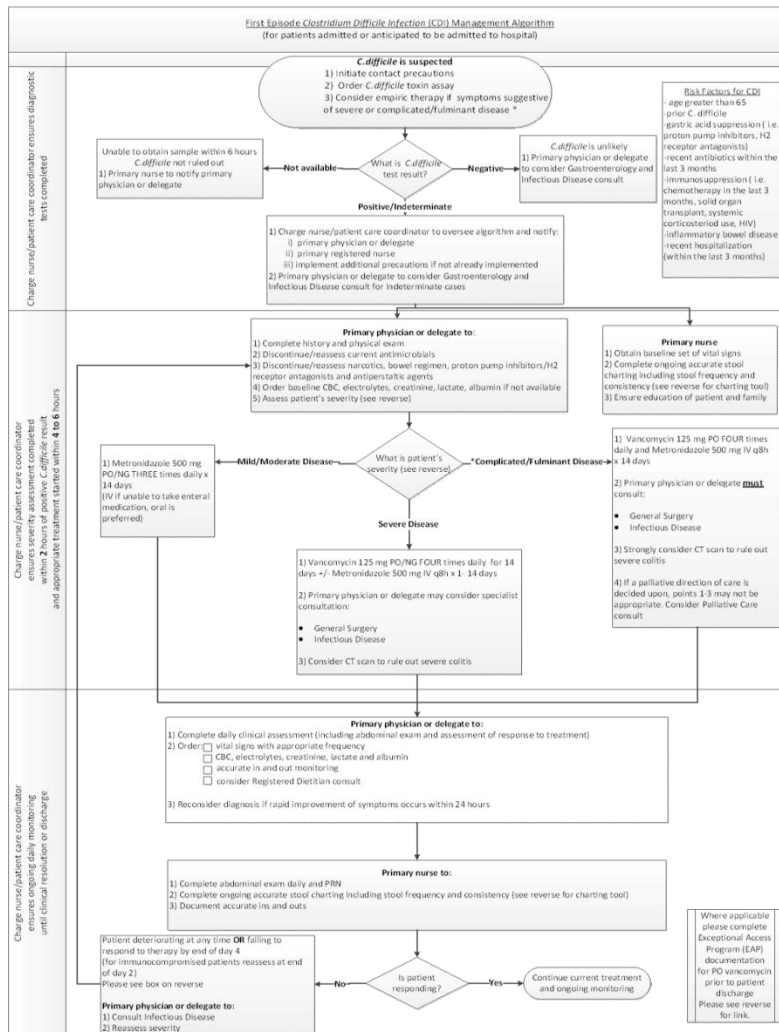 First Episode Clostridium Difficile Infection (CDI) Management Algorithm
(for patients admitted or anticipated to be admitted to hospital)
Charge nurse/patient care coordinator ensures diagnostic
tests completed
C.difficile is suspected
1) Initiate contact precautions
2) Order C.difficile toxin assay
3) Consider empiric therapy if symptoms suggestive
of severe or complicated/fulminant disease *
Risk Factors for CDI
- age greater than 65
-prior C. difficile
-gastric acid suppression ( i.e.
proton pump inhibitors, H2
receptor antagonists)
-recent antibiotics within the
last 3 months
-immunosuppression ( i.e.
chemotherapy in the last 3
months, solid organ
transplant, systemic
corticosteriod use, HIV)
-inflammatory bowel disease
-recent hospitalization
(within the last 3 months)
Unable to obtain sample within 6 hours
C.difficile not ruled out
1) Primary nurse to notify primary
physician or delegate
Not available
What is C.difficile
test result?
Negative
C.difficile is unlikely
1) Primary physician or delegate
to consider Gastroenterology and
Infectious Disease consult
Positive/Indeterminate
1) Charge nurse/patient care coordinator to oversee algorithm and notify:
i) primary physician or delegate
ii) primary registered nurse
iii) implement additional precautions if not already implemented
2) Primary physician or delegate to consider Gastroenterology and
Infectious Disease consult for indeterminate cases
Charge nurse/patient care coordinator
ensures severity assessment completed
within 2 hours of positive C.difficile result
and appropriate treatment started within 4 to 6 hours
Primary physician or delegate to:
1) Complete history and physical exam
2) Discontinue/reassess current antimicrobials
3) Discontinue/reassess narcotics, bowel regimen, proton pump inhibitors/H2
receptor antagonists and antiperstaltic agents
4) Order baseline CBC, electrolytes, creatinine, lactate, albumin if not available
5) Assess patient's severity (see reverse)
Primary nurse
1) Obtain baseline set of vital signs
2) Complete ongoing accurate stool
charting including stool frequency and
consistency (see reverse for charting tool)
3) Ensure education of patient and family
1) Metronidazole 500 mg
PO/NG THREE times daily x
14 days
(IV if unable to take enteral
medication, oral is
preferred)
Mild/Moderate Disease
What is patient's
severity (see reverse)
*Complicated/Fulminant Disease
1) Vancomycin 125 mg PO FOUR times
daily and Metronidazole 500 mg IV q8h
x 14 days
2) Primary physician or delegate must
consult:
● General Surgery
● Infectious Disease
3) Strongly consider CT scan to rule out
severe colitis
4) If a palliative direction of care is
decided upon, points 1-3 may not be
appropriate. Consider Palliative Care
consult
Severe Disease
1) Vancomycin 125 mg PO/NG FOUR times daily for 14
days +/- Metronidazole 500 mg IV q8h x 1- 14 days
2) Primary physician or delegate may consider specialist
consultation:
● General Surgery
● Infectious Disease
3) Consider CT scan to rule out severe colitis
Charge nurse/patient care coordinator
ensures ongoing daily monitoring
until clinical resolution or discharge
Primary physician or delegate to:
1) Complete daily clinical assessment (including abdominal exam and assessment of response to treatment)
2) Order: vital signs with appropriate frequency
CBC, electrolytes, creatinine, lactate and albumin
accurate in and out monitoring
consider Registered Dietitian consult
3) Reconsider diagnosis if rapid improvement of symptoms occurs within 24 hours
Primary nurse to:
1) Complete abdominal exam daily and PRN
2) Complete ongoing accurate stool charting including stool frequency and consistency (see reverse for charting tool)
3) Document accurate ins and outs
Patient deteriorating at any time OR failing to
respond to therapy by end of day 4
(for immunocompromised patients reassess at end
of day 2)
Please see box on reverse
Primary physician or delegate to:
1) Consult Infectious Disease
2) Reassess severity
No
Is patient
responding?
Yes
Continue current treatment
and ongoing monitoring
Where applicable
please complete
Exceptional Access
Program (EAP)
documentation
for PO vancomycin
prior to patient
discharge
Please see reverse
for link.